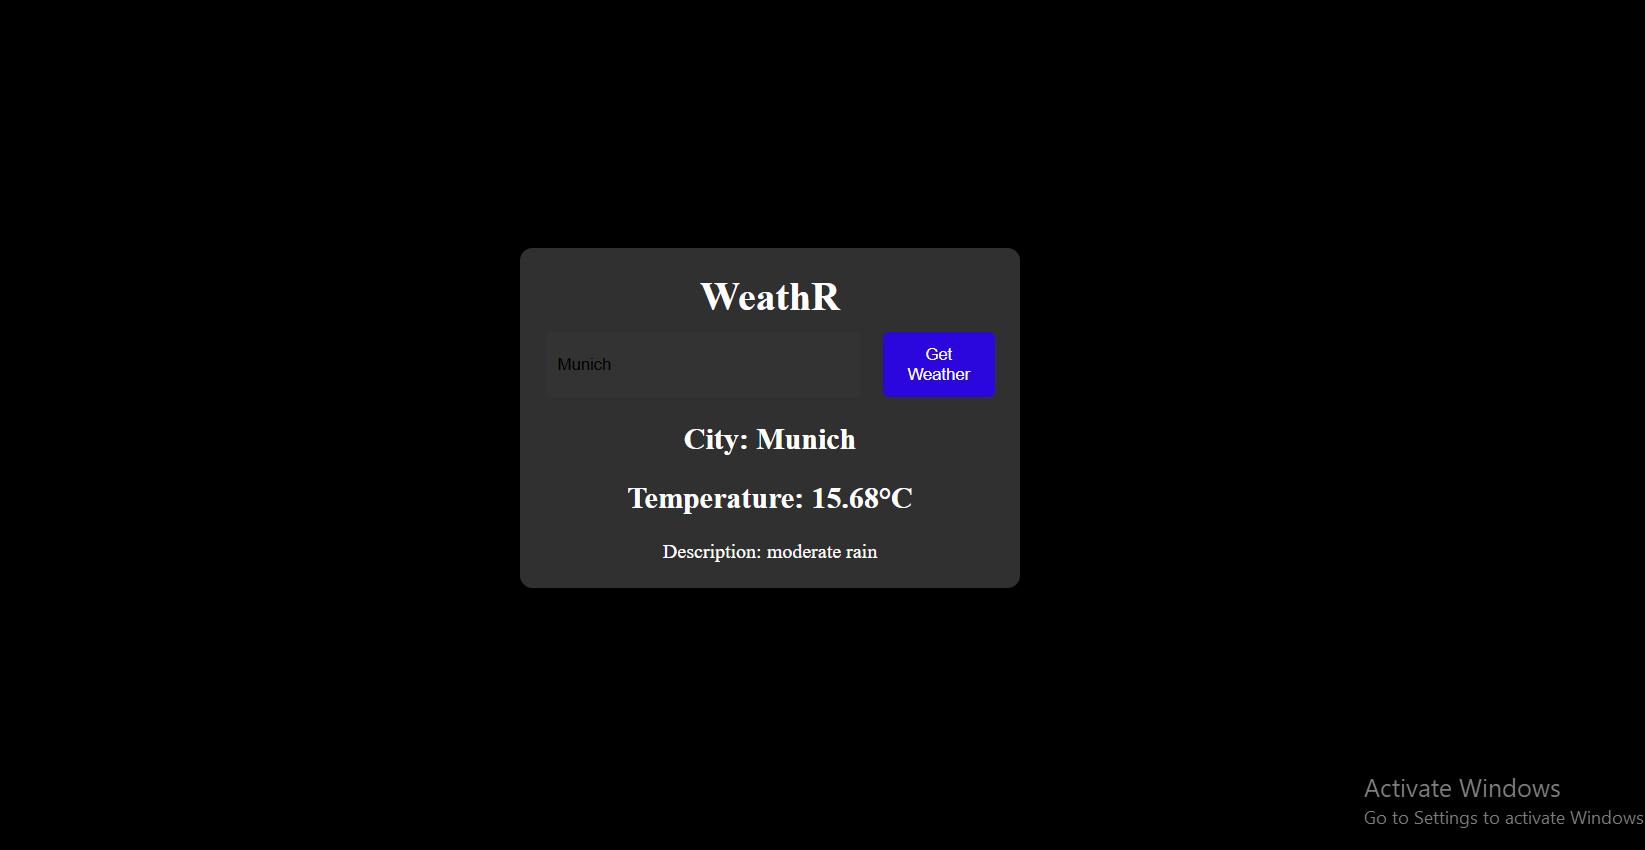 WeathR
Munich
Get
Weather
City: Munich
Temperature: 15.68°C
Description: moderate rain
Activate Windows
Go to Settings to activate Windows